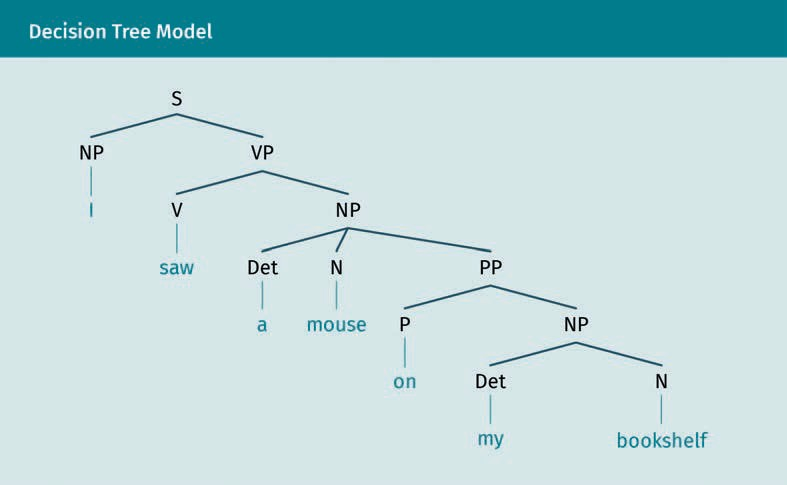 Decision Tree Model
S
NP VP
I V NP
saw Det N PP
a mouse P NP
on Det N
my bookshelf